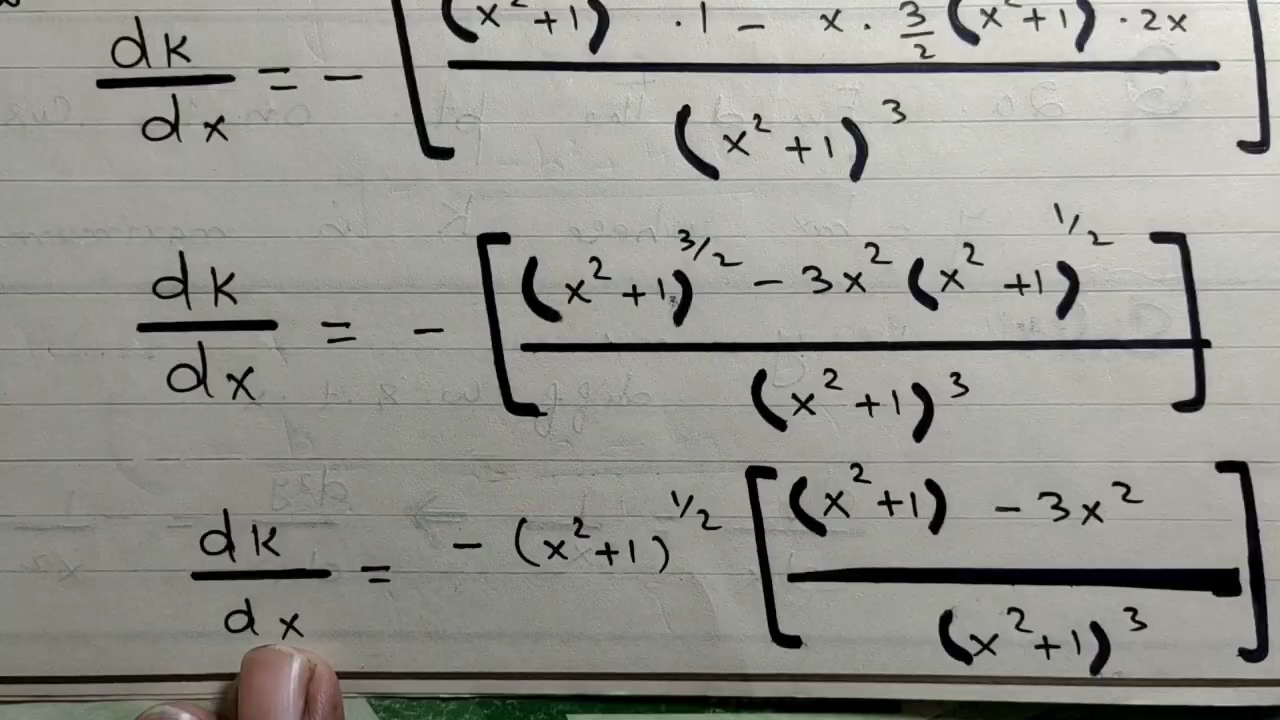 dk/dx = - [ (x²+1) · 1 - x · 3/2 (x²+1) · 2x / (x²+1)³ ]
dk/dx = - [ (x²+1)^3/2 - 3x² (x²+1)^1/2 / (x²+1)³ ]
dk/dx = - (x²+1)^1/2 [ (x²+1) - 3x² / (x²+1)³ ]